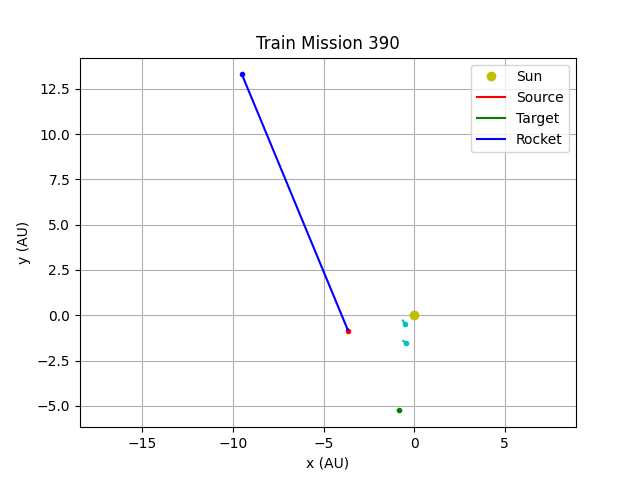 Train Mission 390
Sun
Source
Target
Rocket
12.5
10.0
7.5
5.0
2.5
0.0
−2.5
−5.0
y (AU)
−15
−10
−5
0
5
x (AU)